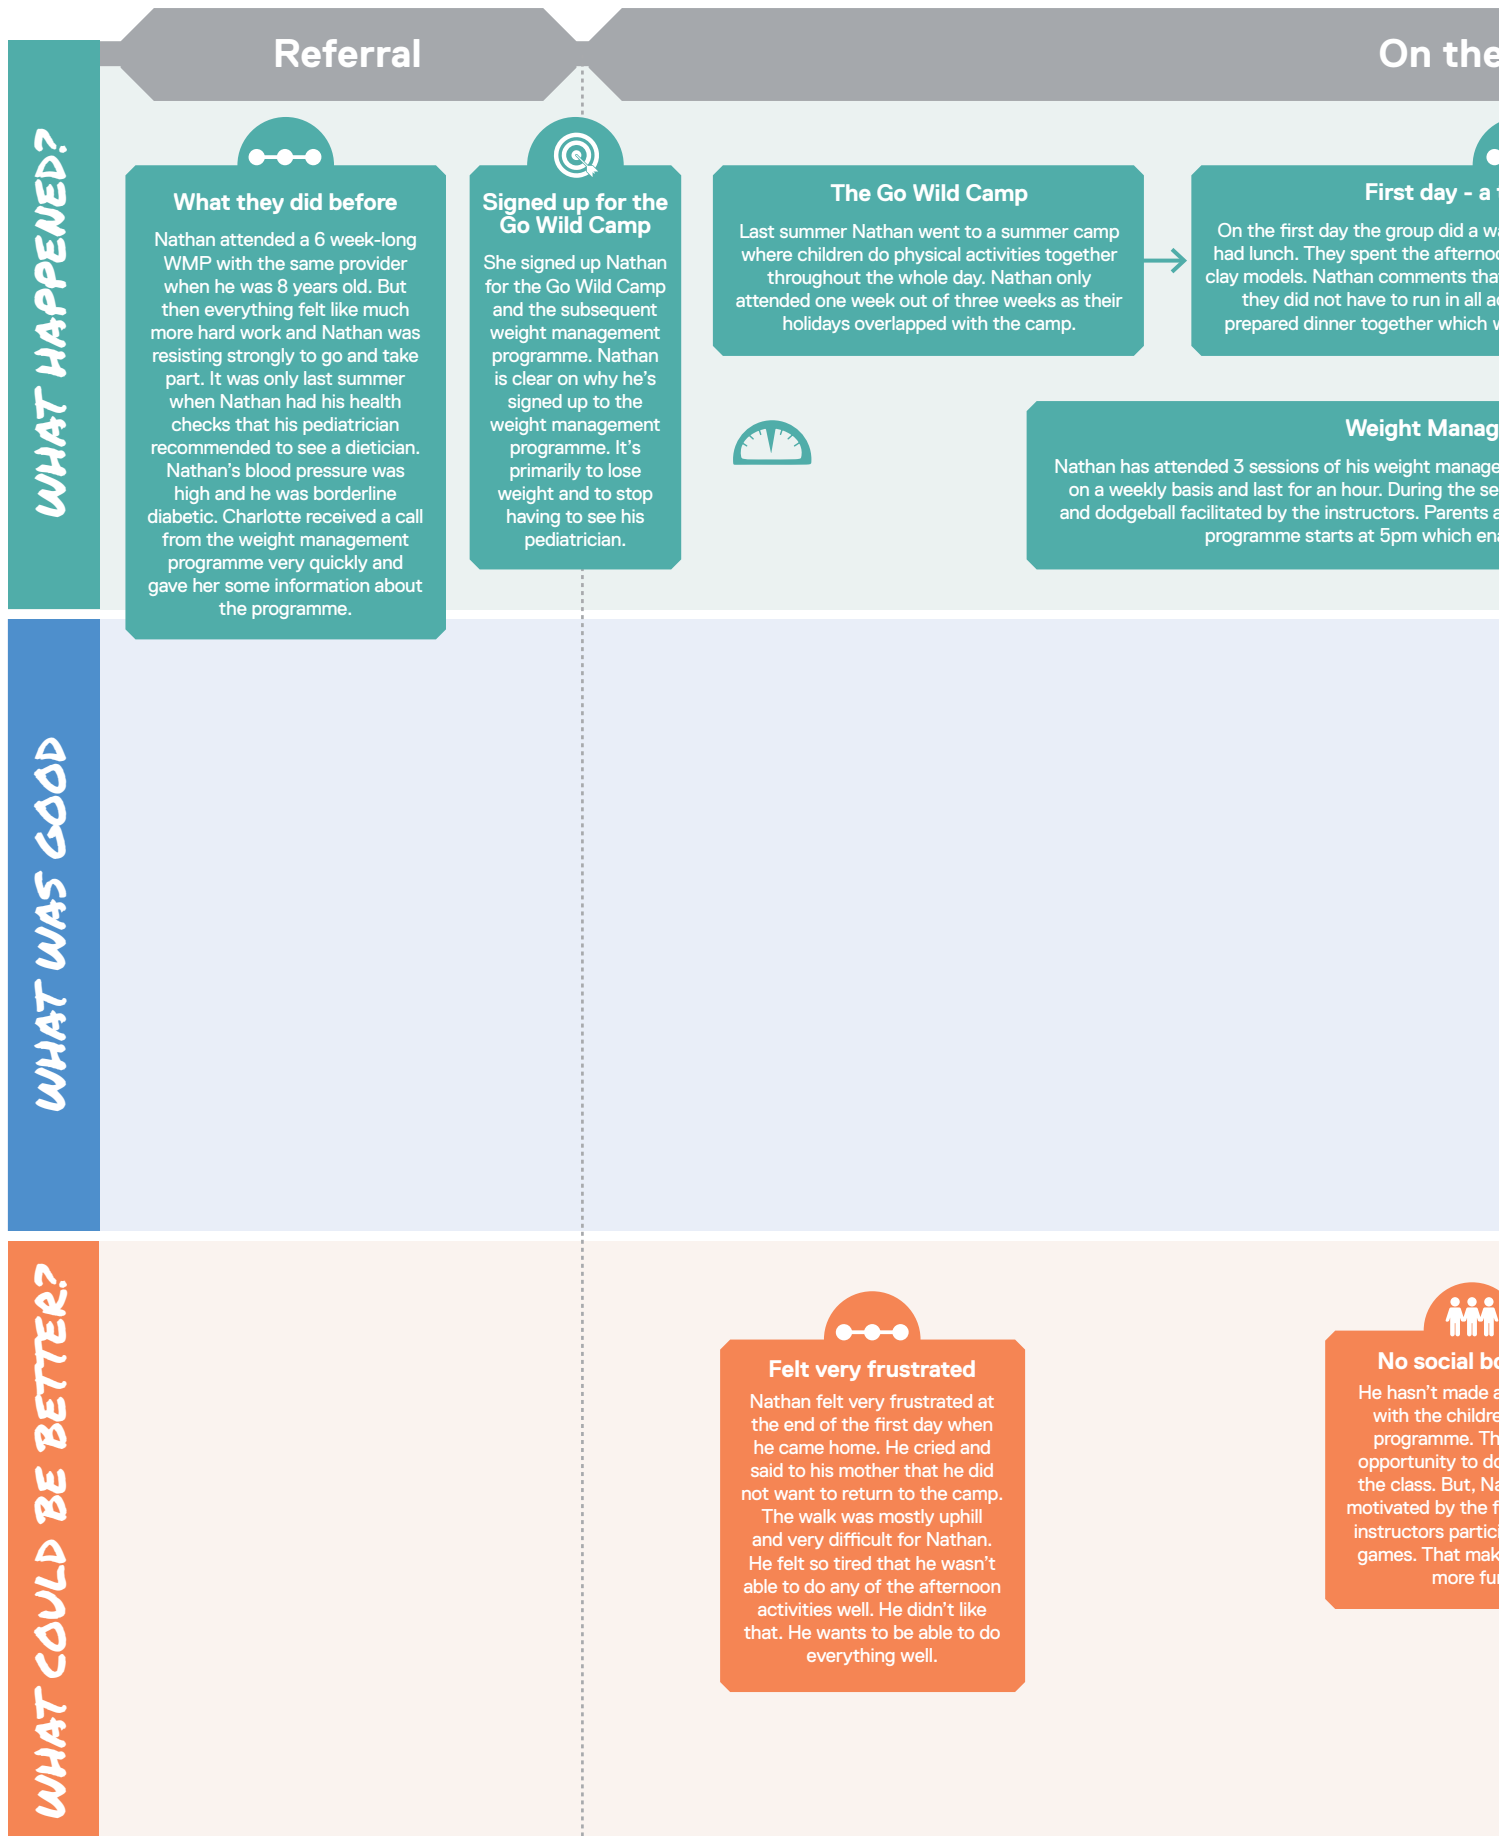 Referral
On the
WHAT HAPPENED?
What they did before
Nathan attended a 6 week-long
WMP with the same provider
when he was 8 years old. But
then everything felt like much
more hard work and Nathan was
resisting strongly to go and take
part. It was only last summer
when Nathan had his health
checks that his pediatrician
recommended to see a dietician.
Nathan's blood pressure was
high and he was borderline
diabetic. Charlotte received a call
from the weight management
programme very quickly and
gave her some information about
the programme.
Signed up for the
Go Wild Camp
She signed up Nathan
for the Go Wild Camp
and the subsequent
weight management
programme. Nathan
is clear on why he's
signed up to the
weight management
programme. It's
primarily to lose
weight and to stop
having to see his
pediatrician.
The Go Wild Camp
Last summer Nathan went to a summer camp
where children do physical activities together
throughout the whole day. Nathan only
attended one week out of three weeks as their
holidays overlapped with the camp.
First day - a
On the first day the group did a
had lunch. They spent the
clay models. Nathan comments
they did not have to run in all
prepared dinner together which
Weight
Nathan has attended 3 sessions of his weight
on a weekly basis and last for an hour. During the
and dodgeball facilitated by the instructors. Parents
programme starts at 5pm which
WHAT WAS GOOD
WHAT COULD BE BETTER?
Felt very frustrated
Nathan felt very frustrated at
the end of the first day when
he came home. He cried and
said to his mother that he did
not want to return to the camp.
The walk was mostly uphill
and very difficult for Nathan.
He felt so tired that he wasn't
able to do any of the afternoon
activities well. He didn't like
that. He wants to be able to do
everything well.
No social
He hasn't made
with the
programme.
opportunity to
the class. But,
motivated by the
instructors
games. That
more